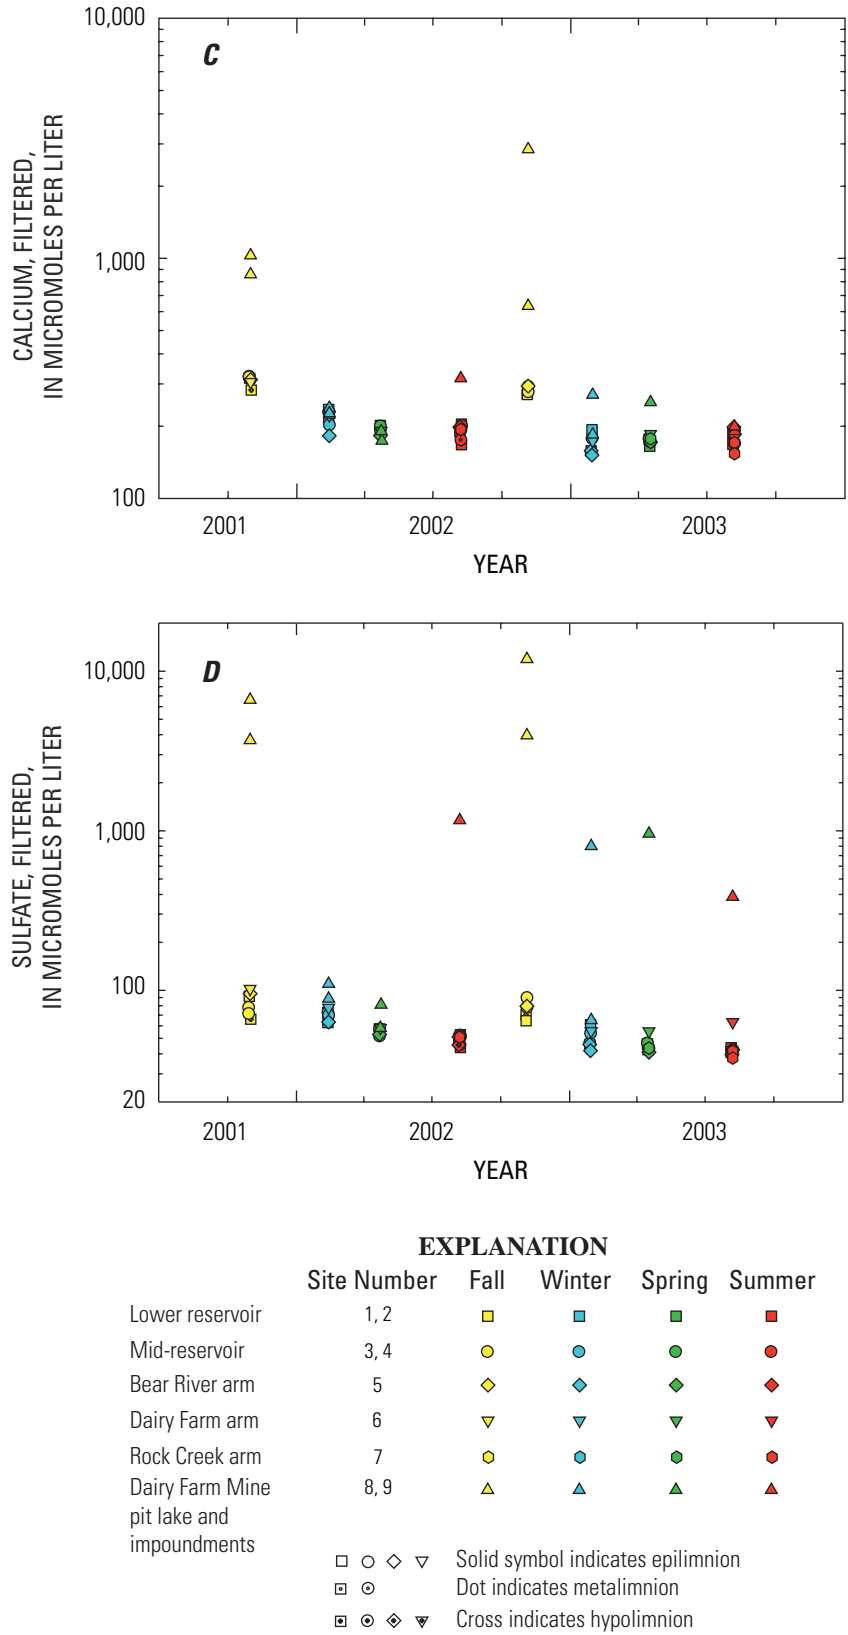 10,000
C
CALCIUM, FILTERED,
IN MICROMOLES PER LITER
1,000
100
2001 2002 2003
YEAR
10,000
D
SULFATE, FILTERED,
IN MICROMOLES PER LITER
1,000
100
20
2001 2002 2003
YEAR
EXPLANATION
Site Number Fall Winter Spring Summer
Lower reservoir 1, 2
Mid-reservoir 3, 4
Bear River arm 5
Dairy Farm arm 6
Rock Creek arm 7
Dairy Farm Mine 8, 9
pit lake and
impoundments
Solid symbol indicates epilimnion
Dot indicates metalimnion
Cross indicates hypolimnion